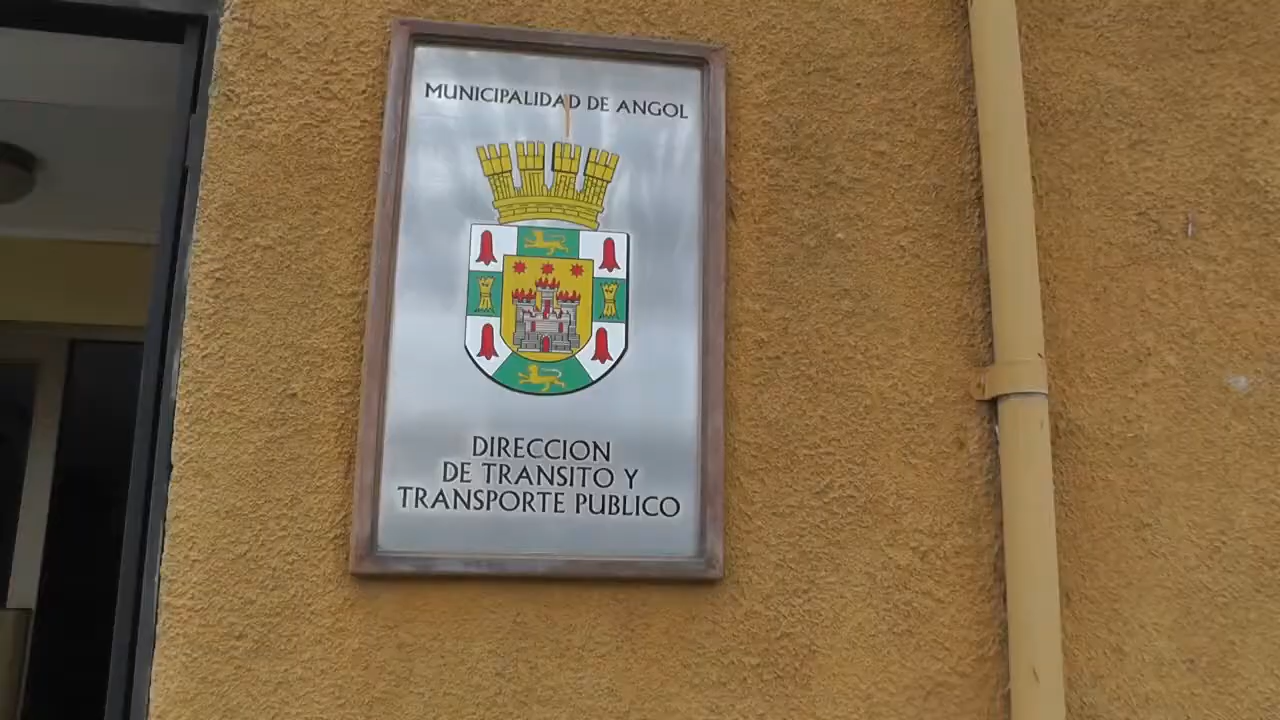 MUNICIPALIDAD DE ANGOL
DIRECCION
DE TRANSITO Y
TRANSPORTE PUBLICO